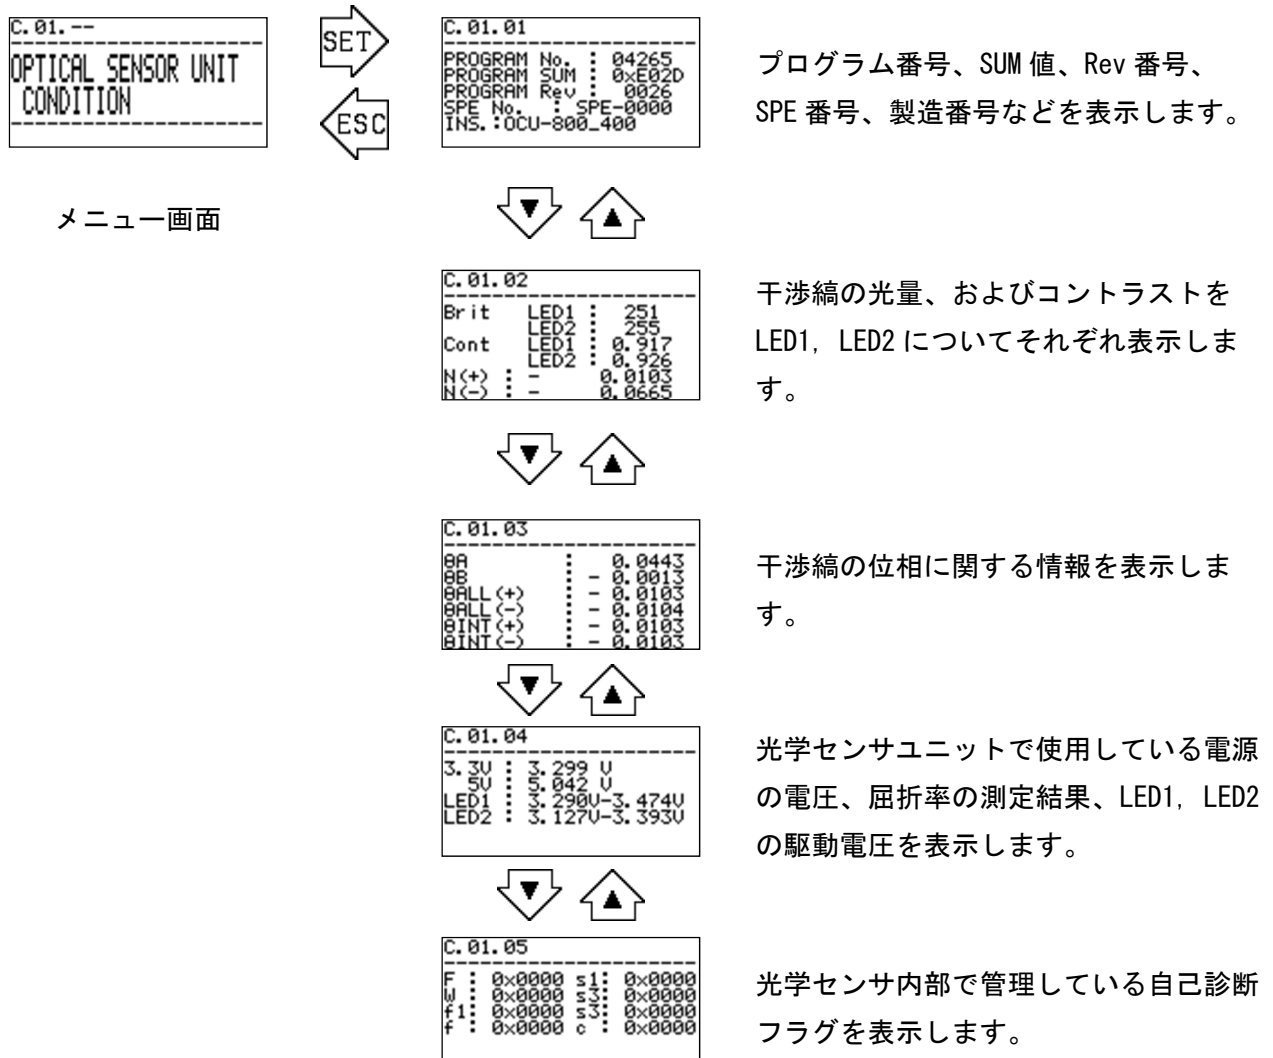 C.01.--
OPTICAL SENSOR UNIT
CONDITION
SET
ESC
メニュー画面
C.01.01
PROGRAM No. : 04265
PROGRAM SUM : 0xE02D
PROGRAM Rev : 0026
SPE No. : SPE-0000
INS.:OCU-800_400
プログラム番号、SUM 値、Rev 番号、
SPE 番号、製造番号などを表示します。
▼ ▲
C.01.02
Brit LED1 : 251
LED2 : 255
Cont LED1 : 0.917
LED2 : 0.926
N(+) : - 0.0103
N(-) : - 0.0665
干渉縞の光量、およびコントラストを
LED1, LED2 についてそれぞれ表示しま
す。
▼ ▲
C.01.03
θA : 0.0443
θB : - 0.0013
θALL(+) : - 0.0103
θALL(-) : - 0.0104
θINT(+) : - 0.0103
θINT(-) : - 0.0103
干渉縞の位相に関する情報を表示しま
す。
▼ ▲
C.01.04
3.3V : 3.299 V
5V : 5.042 V
LED1 : 3.290V-3.474V
LED2 : 3.127V-3.393V
光学センサユニットで使用している電源
の電圧、屈折率の測定結果、LED1, LED2
の駆動電圧を表示します。
▼ ▲
C.01.05
F : 0x0000 s1: 0x0000
W : 0x0000 s3: 0x0000
f1: 0x0000 s3: 0x0000
f : 0x0000 c : 0x0000
光学センサ内部で管理している自己診断
フラグを表示します。